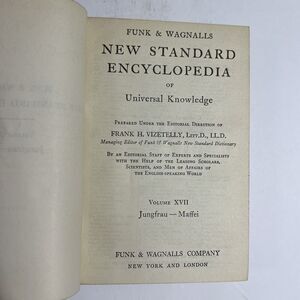 FUNK & WAGNALLS
NEW STANDARD
ENCYCLOPEDIA
OF
Universal Knowledge
Prepared Under the Editorial Direction of
FRANK H. VIZETELLY, Litt.D., LL.D.
Managing Editor of Funk & Wagnalls New Standard Dictionary
By an Editorial Staff of Experts and Specialists
with the Help of the Leading Scholars,
Scientists, and Men of Affairs of
the English-Speaking World
Volume XVII
Jungfrau — Maffei
FUNK & WAGNALLS COMPANY
NEW YORK AND LONDON